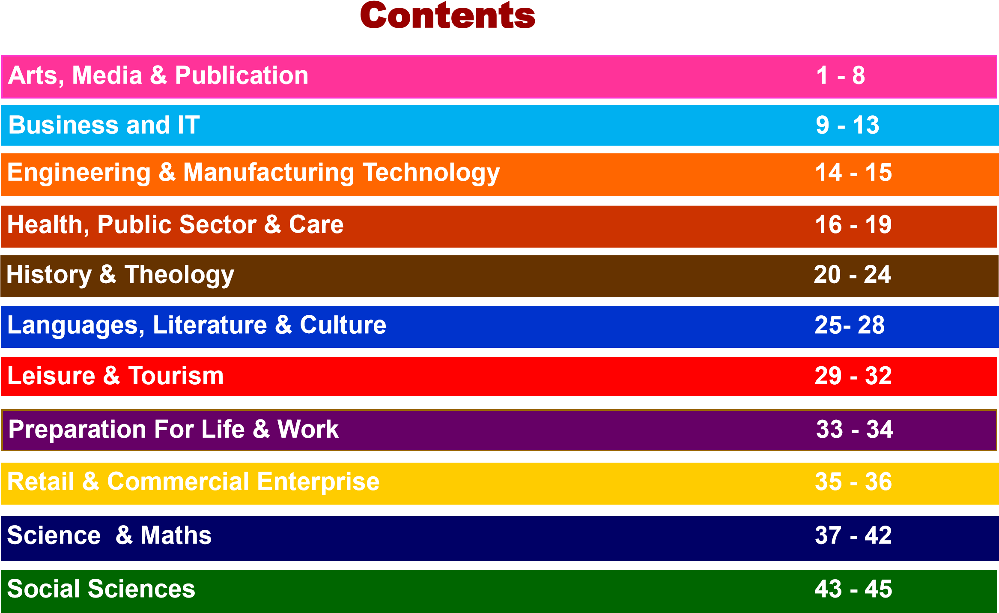 Contents
Arts, Media & Publication 1 - 8
Business and IT 9 - 13
Engineering & Manufacturing Technology 14 - 15
Health, Public Sector & Care 16 - 19
History & Theology 20 - 24
Languages, Literature & Culture 25- 28
Leisure & Tourism 29 - 32
Preparation For Life & Work 33 - 34
Retail & Commercial Enterprise 35 - 36
Science  & Maths 37 - 42
Social Sciences 43 - 45